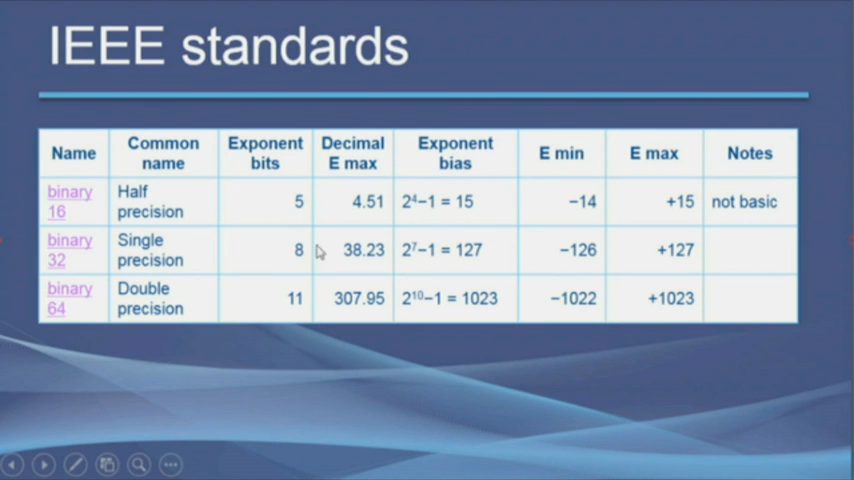 IEEE standards
Name Common name Exponent bits Decimal E max Exponent bias E min E max Notes
binary 16 Half precision 5 4.51 2⁴−1 = 15 −14 +15 not basic
binary 32 Single precision 8 38.23 2⁷−1 = 127 −126 +127
binary 64 Double precision 11 307.95 2¹⁰−1 = 1023 −1022 +1023